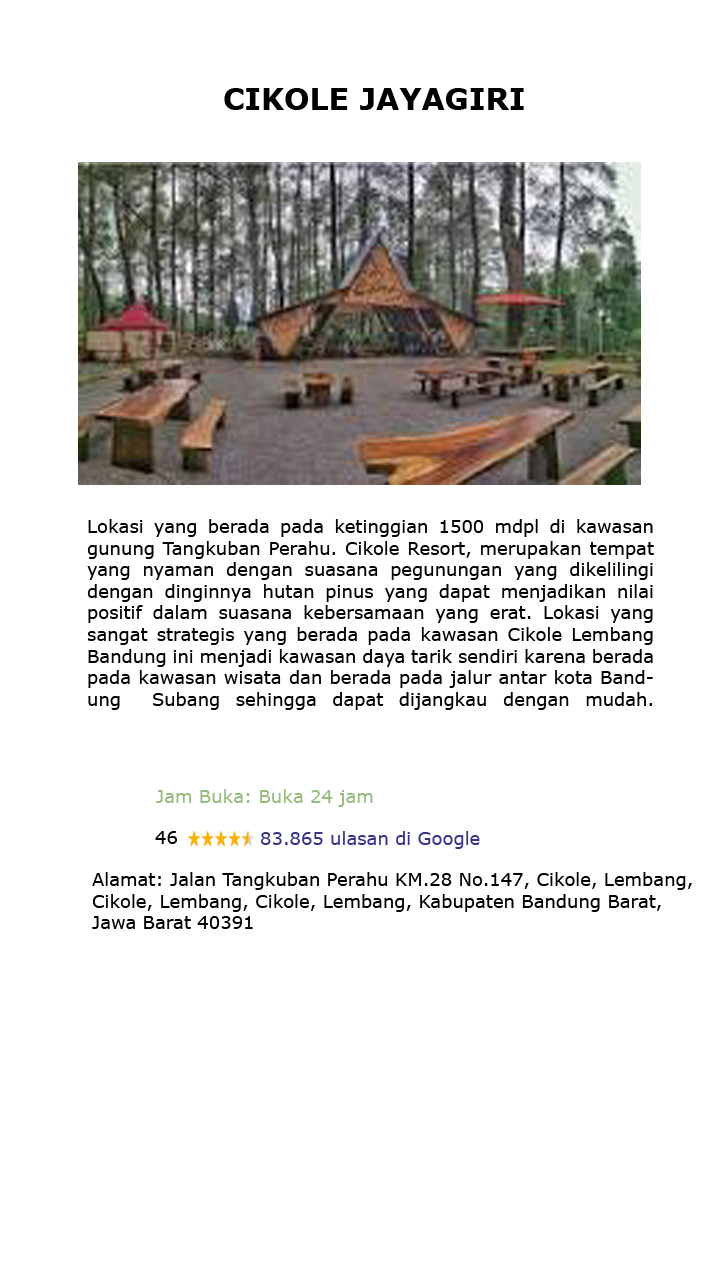 CIKOLE JAYAGIRI
Lokasi yang berada pada ketinggian 1500 mdpl di kawasan
gunung Tangkuban Perahu. Cikole Resort, merupakan tempat
yang nyaman dengan suasana pegunungan yang dikelilingi
dengan dinginnya hutan pinus yang dapat menjadikan nilai
positif dalam suasana kebersamaan yang erat. Lokasi yang
sangat strategis yang berada pada kawasan Cikole Lembang
Bandung ini menjadi kawasan daya tarik sendiri karena berada
pada kawasan wisata dan berada pada jalur antar kota Band-
ung Subang sehingga dapat dijangkau dengan mudah.
Jam Buka: Buka 24 jam
46 ★★★★⯨ 83.865 ulasan di Google
Alamat: Jalan Tangkuban Perahu KM.28 No.147, Cikole, Lembang,
Cikole, Lembang, Cikole, Lembang, Kabupaten Bandung Barat,
Jawa Barat 40391